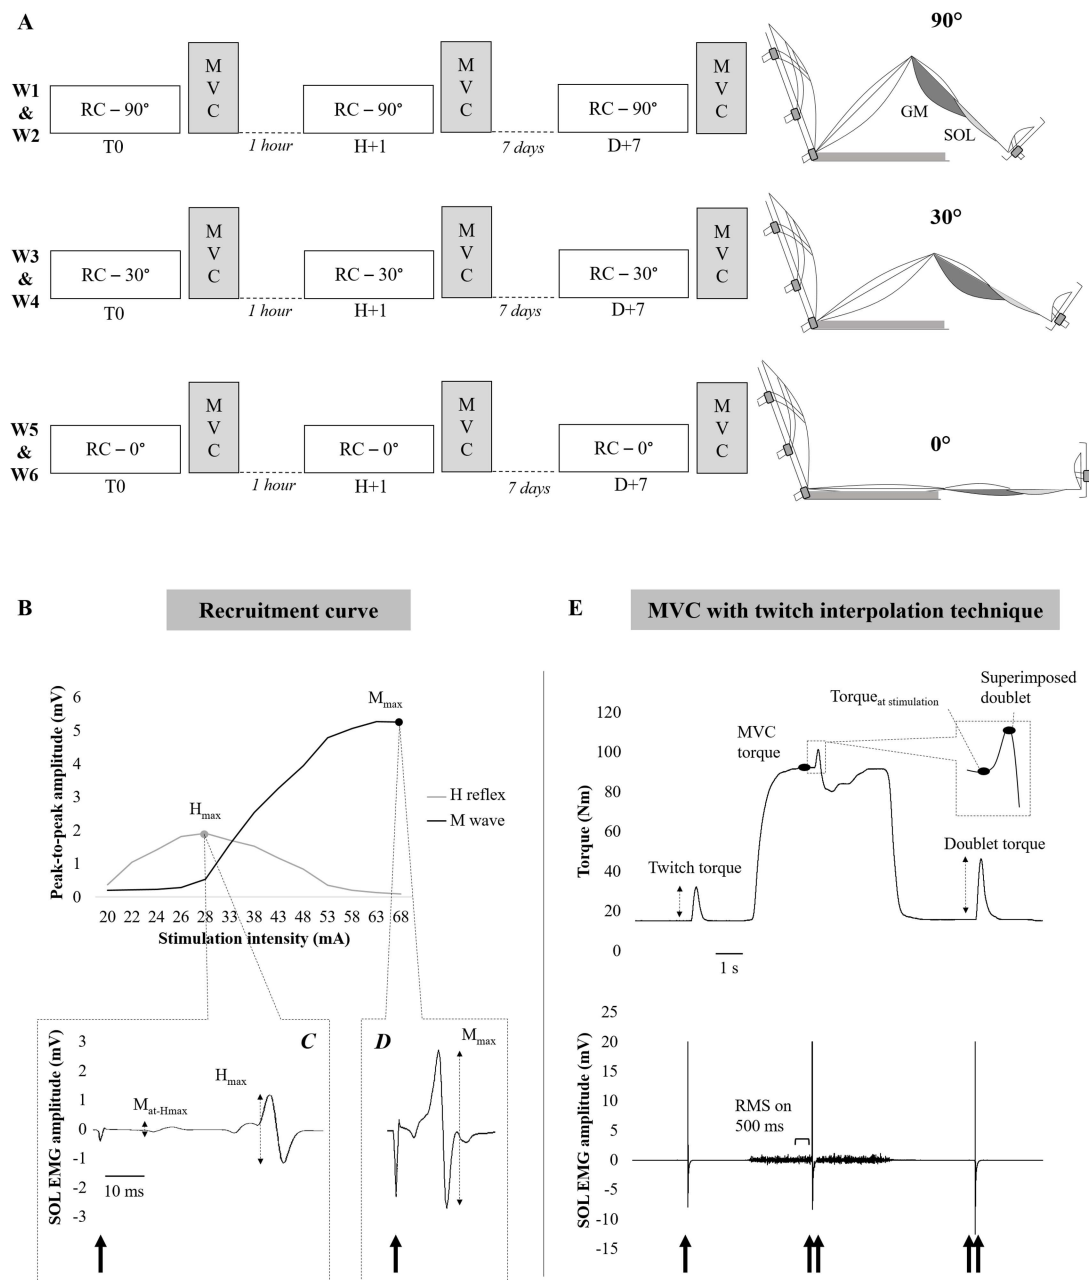 A
W1
&
W2
RC – 90°
T0
M
V
C
1 hour
RC – 90°
H+1
M
V
C
7 days
RC – 90°
D+7
M
V
C
90°
GM
SOL
W3
&
W4
RC – 30°
T0
M
V
C
1 hour
RC – 30°
H+1
M
V
C
7 days
RC – 30°
D+7
M
V
C
30°
W5
&
W6
RC – 0°
T0
M
V
C
1 hour
RC – 0°
H+1
M
V
C
7 days
RC – 0°
D+7
M
V
C
0°
B
Recruitment curve
Peak-to-peak amplitude (mV)
6
5
4
3
2
1
0
Mmax
Hmax
H reflex
M wave
20 22 24 26 28 33 38 43 48 53 58 63 68
Stimulation intensity (mA)
C
SOL EMG amplitude (mV)
3
2
1
0
-1
-2
-3
Mat-Hmax
Hmax
10 ms
D
Mmax
E
MVC with twitch interpolation technique
Torque (Nm)
120
100
80
60
40
20
0
Twitch torque
MVC
torque
Torqueat stimulation
Superimposed
doublet
Doublet torque
1 s
SOL EMG amplitude (mV)
25
20
15
10
5
0
-5
-10
-15
RMS on
500 ms